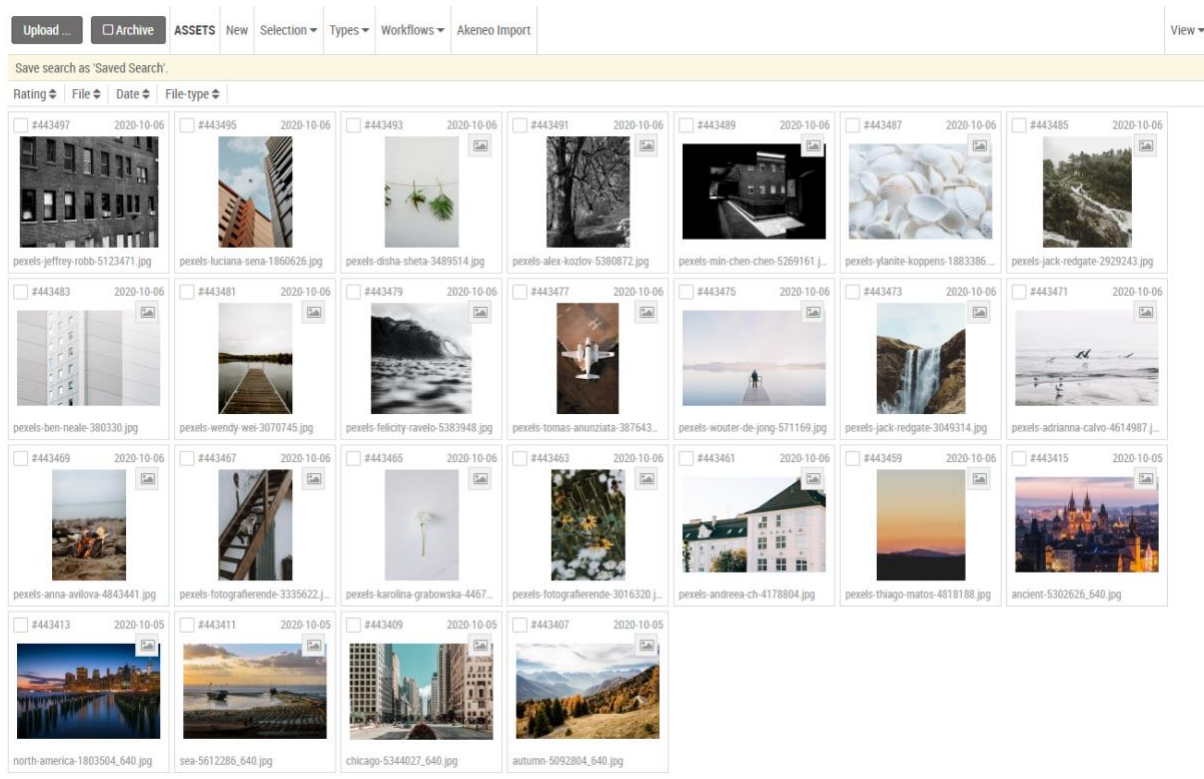 Upload ... Archive ASSETS New Selection Types Workflows Akeneo Import View
Save search as 'Saved Search'.
Rating File Date File-type
#443497 2020-10-06 #443495 2020-10-06 #443493 2020-10-06 #443491 2020-10-06 #443489 2020-10-06 #443487 2020-10-06 #443485 2020-10-06
pexels-jeffrey-robb-5123471.jpg pexels-luciana-sena-1860626.jpg pexels-disha-sheta-3489514.jpg pexels-alex-kozlov-5380872.jpg pexels-min-chen-chen-5269161.j... pexels-ylanite-koppens-1883386... pexels-jack-redgate-2929243.jpg
#443483 2020-10-06 #443481 2020-10-06 #443479 2020-10-06 #443477 2020-10-06 #443475 2020-10-06 #443473 2020-10-06 #443471 2020-10-06
pexels-ben-neale-380330.jpg pexels-wendy-wei-3070745.jpg pexels-felicity-ravelo-5383948.jpg pexels-tomas-anunziata-387643... pexels-wouter-de-jong-571169.jpg pexels-jack-redgate-3049314.jpg pexels-adrianna-calvo-4614987.j...
#443469 2020-10-06 #443467 2020-10-06 #443465 2020-10-06 #443463 2020-10-06 #443461 2020-10-06 #443459 2020-10-06 #443415 2020-10-05
pexels-anna-avilova-4843441.jpg pexels-fotografierende-3335622.j... pexels-karolina-grabowska-4467... pexels-fotografierende-3016320.j... pexels-andreea-ch-4178804.jpg pexels-thiago-matos-4818188.jpg ancient-5302626_640.jpg
#443413 2020-10-05 #443411 2020-10-05 #443409 2020-10-05 #443407 2020-10-05
north-america-1803504_640.jpg sea-5612286_640.jpg chicago-5344027_640.jpg autumn-5092804_640.jpg